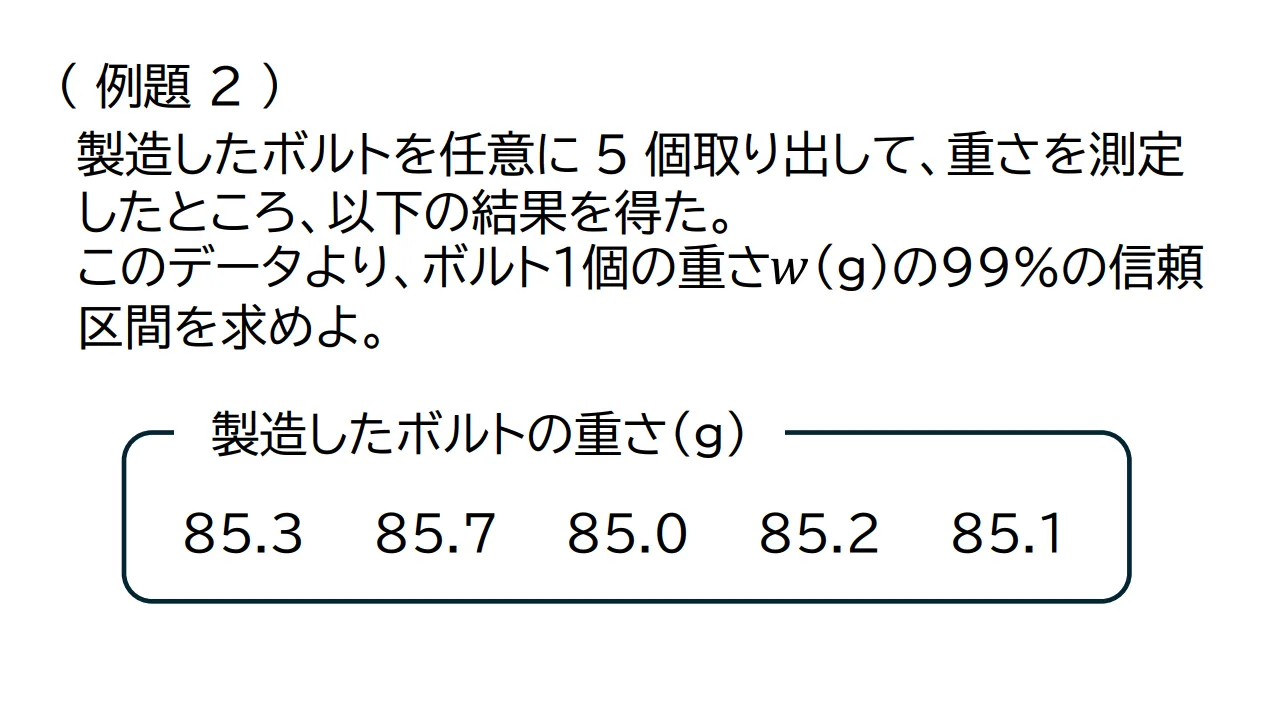 ( 例題 2 )
製造したボルトを任意に 5 個取り出して、重さを測定
したところ、以下の結果を得た。
このデータより、ボルト1個の重さw(g)の99%の信頼
区間を求めよ。
製造したボルトの重さ(g)
85.3 85.7 85.0 85.2 85.1